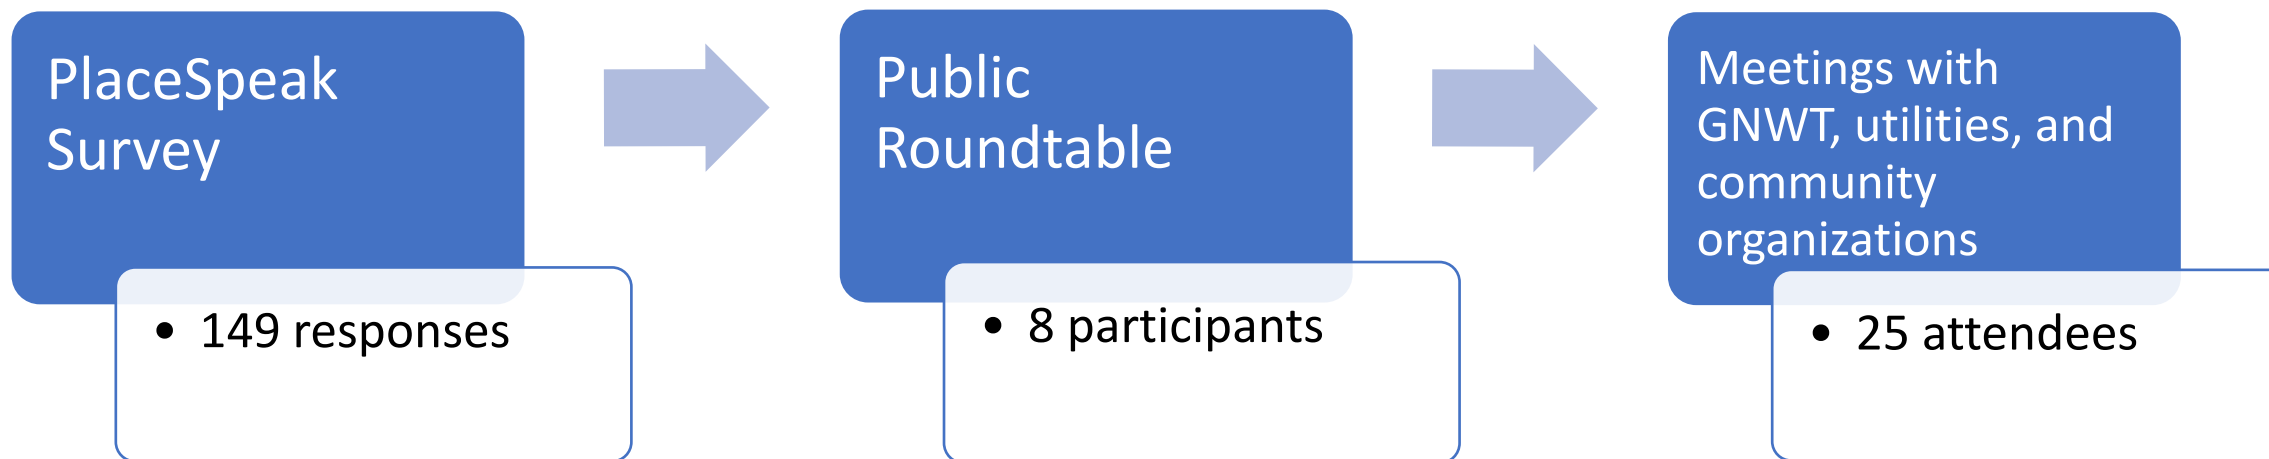 PlaceSpeak
Survey
• 149 responses
Public
Roundtable
• 8 participants
Meetings with
GNWT, utilities, and
community
organizations
• 25 attendees